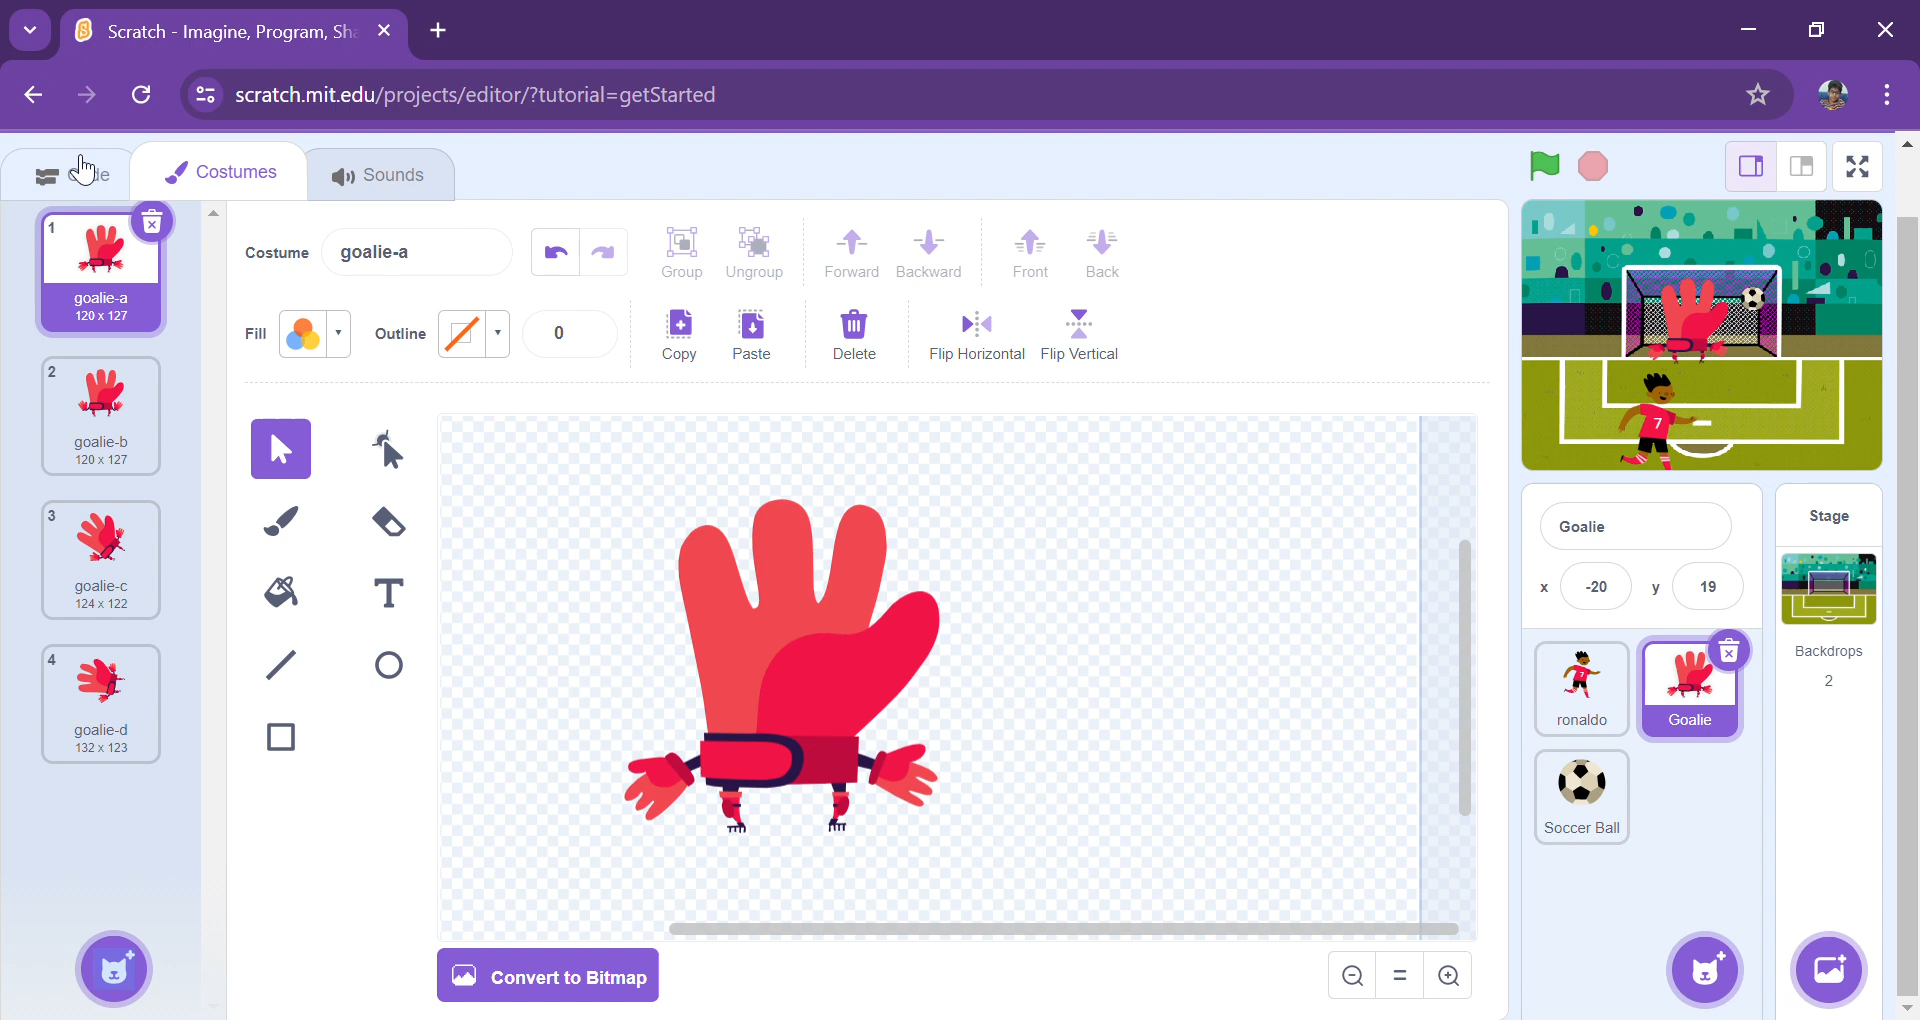 Scratch - Imagine, Program, Sha
scratch.mit.edu/projects/editor/?tutorial=getStarted
Costumes
Sounds
1
goalie-a
120 x 127
2
goalie-b
120 x 127
3
goalie-c
124 x 122
4
goalie-d
132 x 123
Costume
goalie-a
Group
Ungroup
Forward
Backward
Front
Back
Fill
Outline
0
Copy
Paste
Delete
Flip Horizontal
Flip Vertical
T
Convert to Bitmap
7
Goalie
x
-20
y
19
ronaldo
Goalie
Soccer Ball
Stage
Backdrops
2